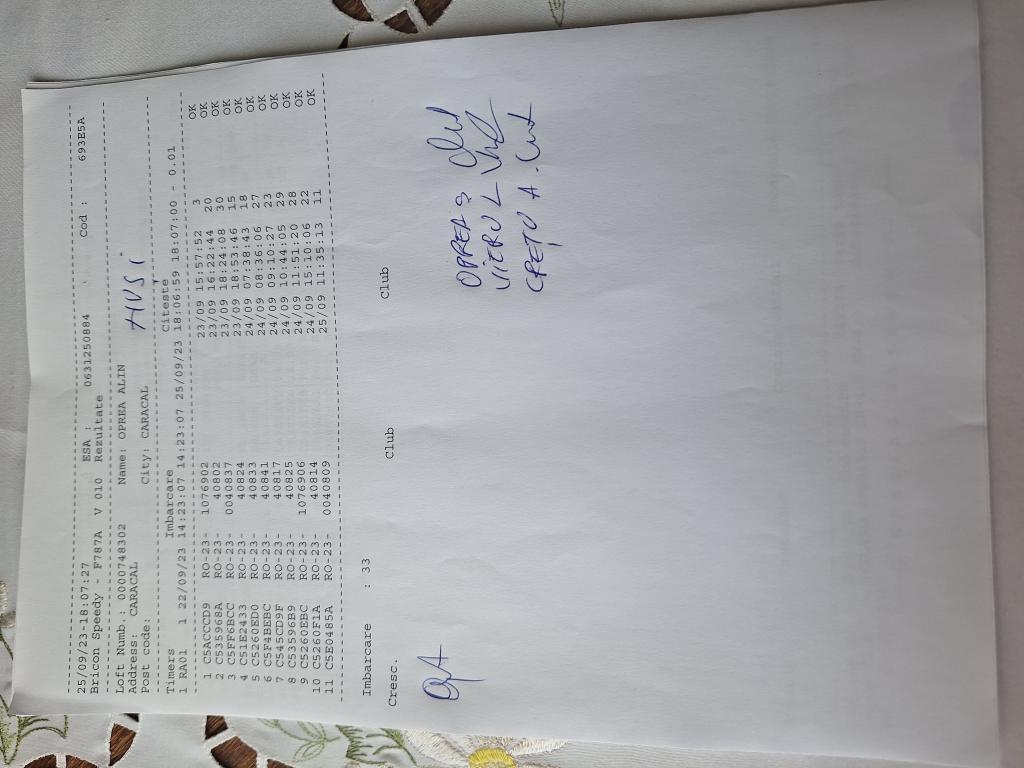 25/09/23-18:07:27 ESA : 0631250884 Cod : 693E5A
Bricon Speedy - F787A V 010 Rezultate
Loft Numb.: 0000748302 Name: OPREA ALIN
Address: CARACAL HUSI
Post code: City: CARACAL
Timers Imbarcare Citeste
1 RA01 1 22/09/23 14:23:07 14:23:07 25/09/23 18:06:59 18:07:00 - 0.01
1 C5ACCCD9 RO-23- 1076902 23/09 15:57:52 3 OK
2 C535968A RO-23- 40802 23/09 16:22:44 20 OK
3 C5FF6BCC RO-23- 0040837 23/09 18:24:08 30 OK
4 C51E2433 RO-23- 40824 23/09 18:53:46 15 OK
5 C5260ED0 RO-23- 40833 24/09 07:38:43 18 OK
6 C5F4BEBC RO-23- 40841 24/09 08:36:06 27 OK
7 C544CD9F RO-23- 40817 24/09 09:10:27 23 OK
8 C5359EB9 RO-23- 40825 24/09 10:44:05 29 OK
9 C5260EBC RO-23- 1076906 24/09 11:51:20 28 OK
10 C5260F1A RO-23- 40814 24/09 15:10:06 22 OK
11 C5E0485A RO-23- 0040809 25/09 11:35:13 11 OK
Imbarcare : 33
Cresc. Club Club
OPREA
VIERU L
CREȚU A.